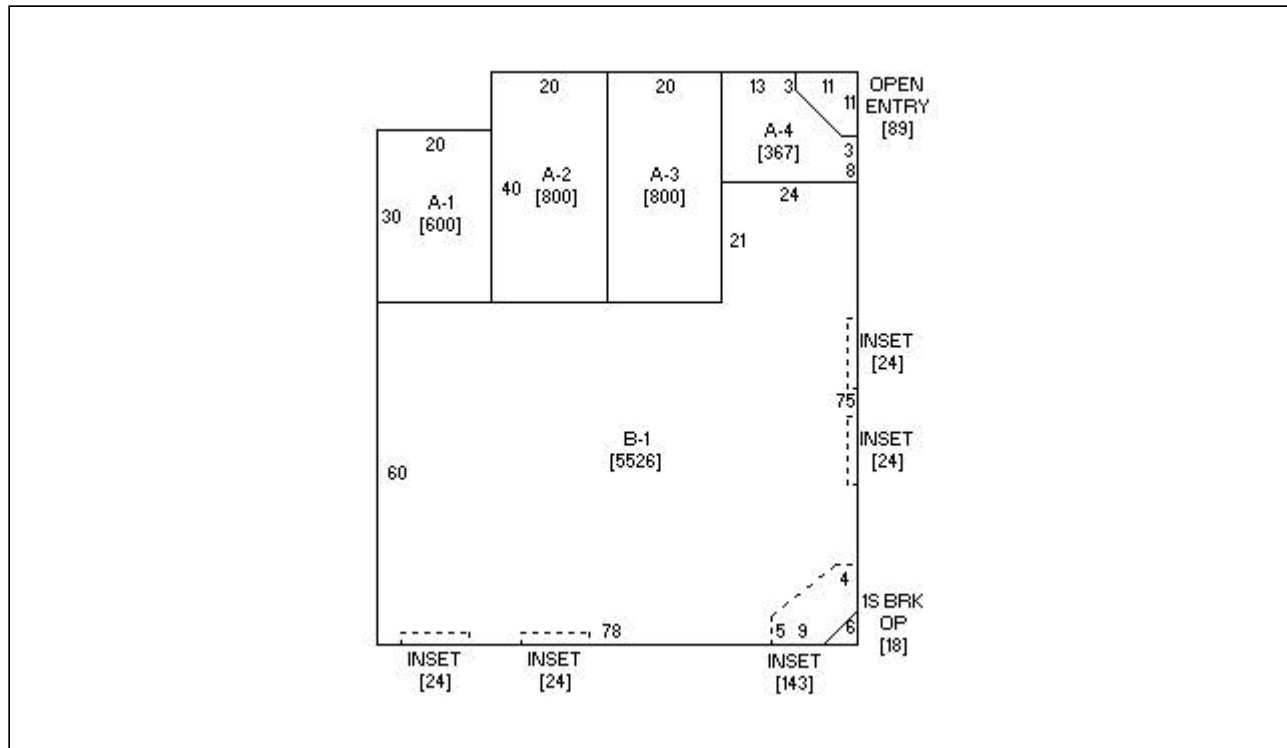 20
20
13
3
11
OPEN
ENTRY
[89]
11
20
A-4
[367]
3
8
A-2
[800]
A-3
[800]
40
24
A-1
[600]
30
21
INSET
[24]
75
B-1
[5526]
INSET
[24]
60
4
1S BRK
OP
[18]
78
5
9
6
INSET
[24]
INSET
[24]
INSET
[143]